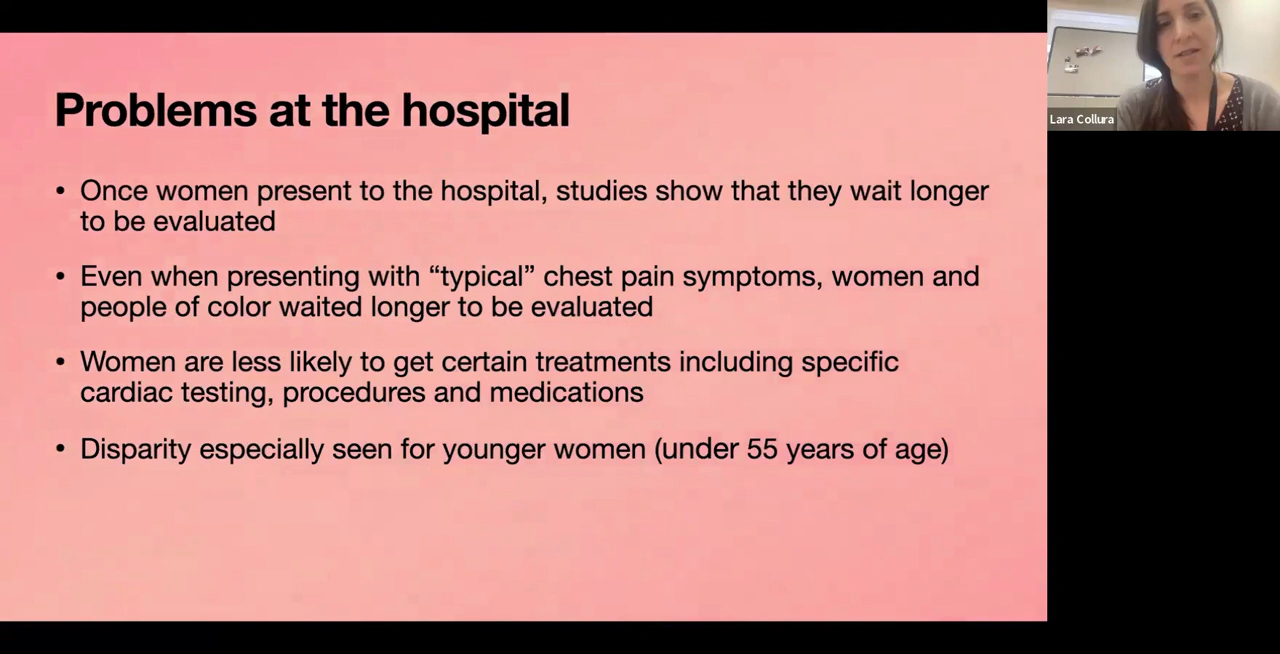 Problems at the hospital
• Once women present to the hospital, studies show that they wait longer
to be evaluated
• Even when presenting with “typical” chest pain symptoms, women and
people of color waited longer to be evaluated
• Women are less likely to get certain treatments including specific
cardiac testing, procedures and medications
• Disparity especially seen for younger women (under 55 years of age)
Lara Collura